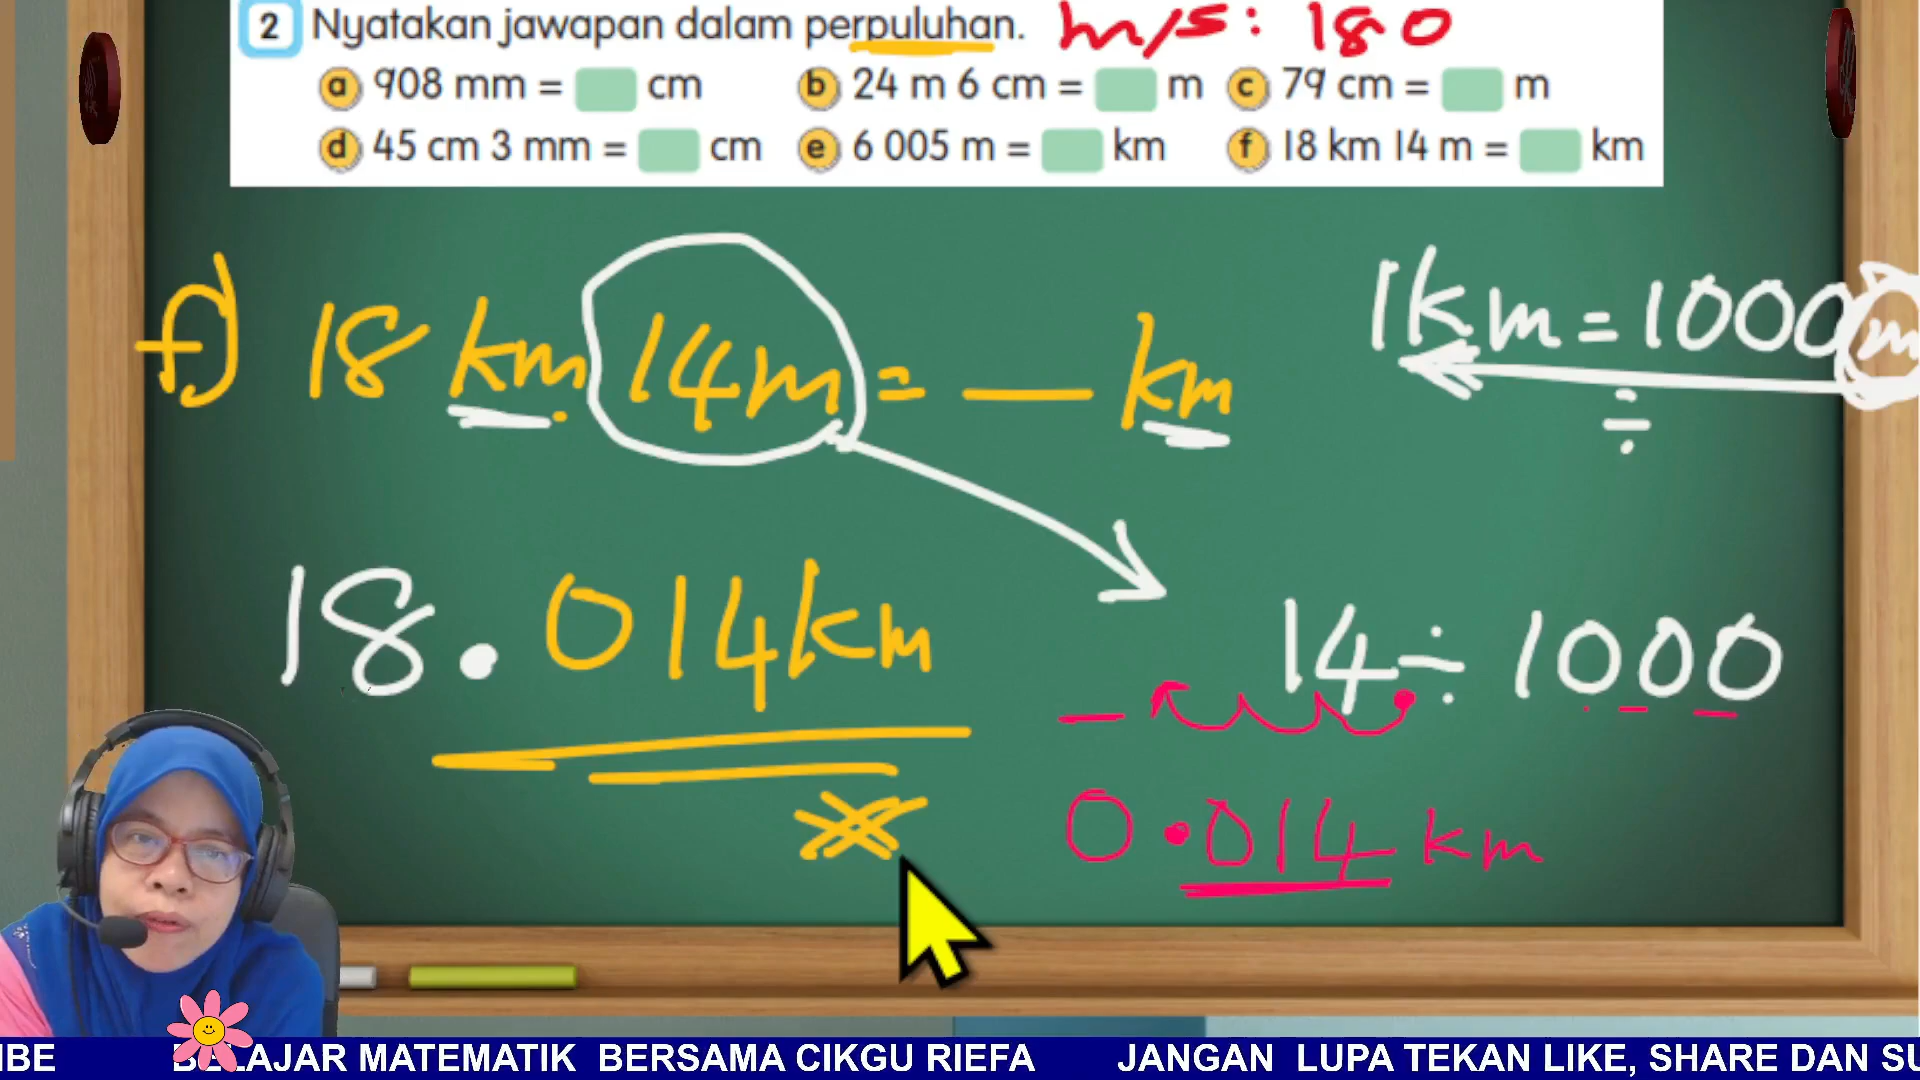 2 Nyatakan jawapan dalam perpuluhan. m/s: 180
a 908 mm = cm b 24 m 6 cm = m c 79 cm = m
d 45 cm 3 mm = cm e 6 005 m = km f 18 km 14 m = km
f) 18 km 14m = _ km
1km = 1000m
÷
18.014km
14 ÷ 1000
0.014 km
IBE BELAJAR MATEMATIK BERSAMA CIKGU RIEFA JANGAN LUPA TEKAN LIKE, SHARE DAN SU